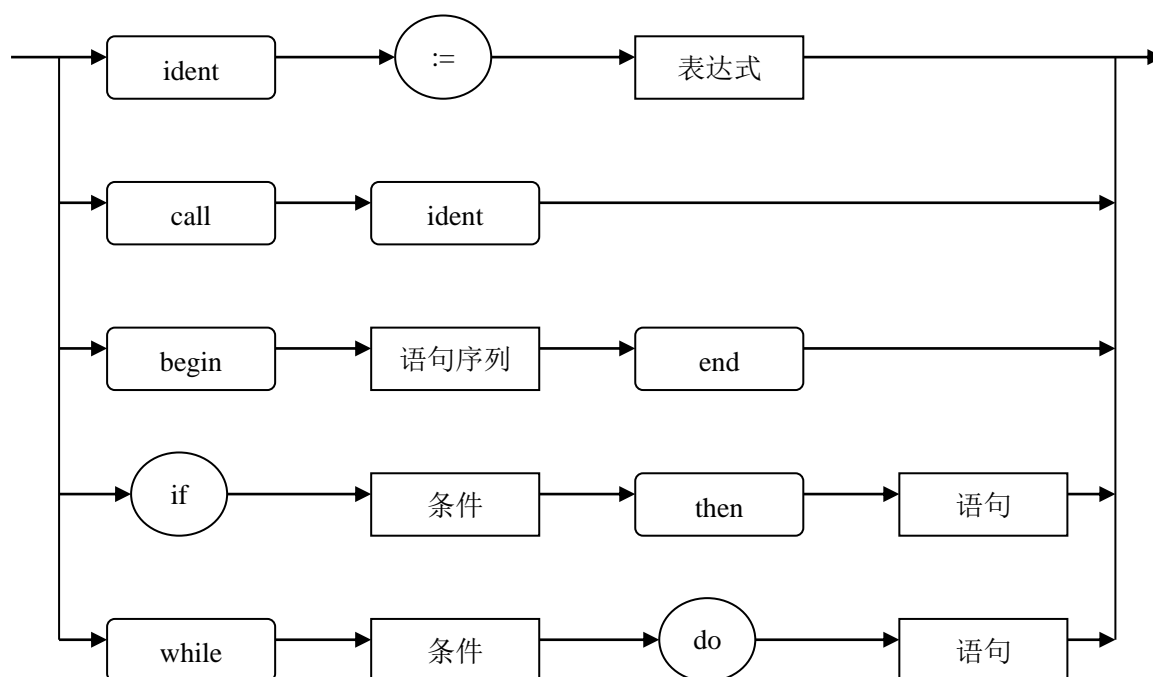 ident := 表达式
call ident
begin 语句序列 end
if 条件 then 语句
while 条件 do 语句